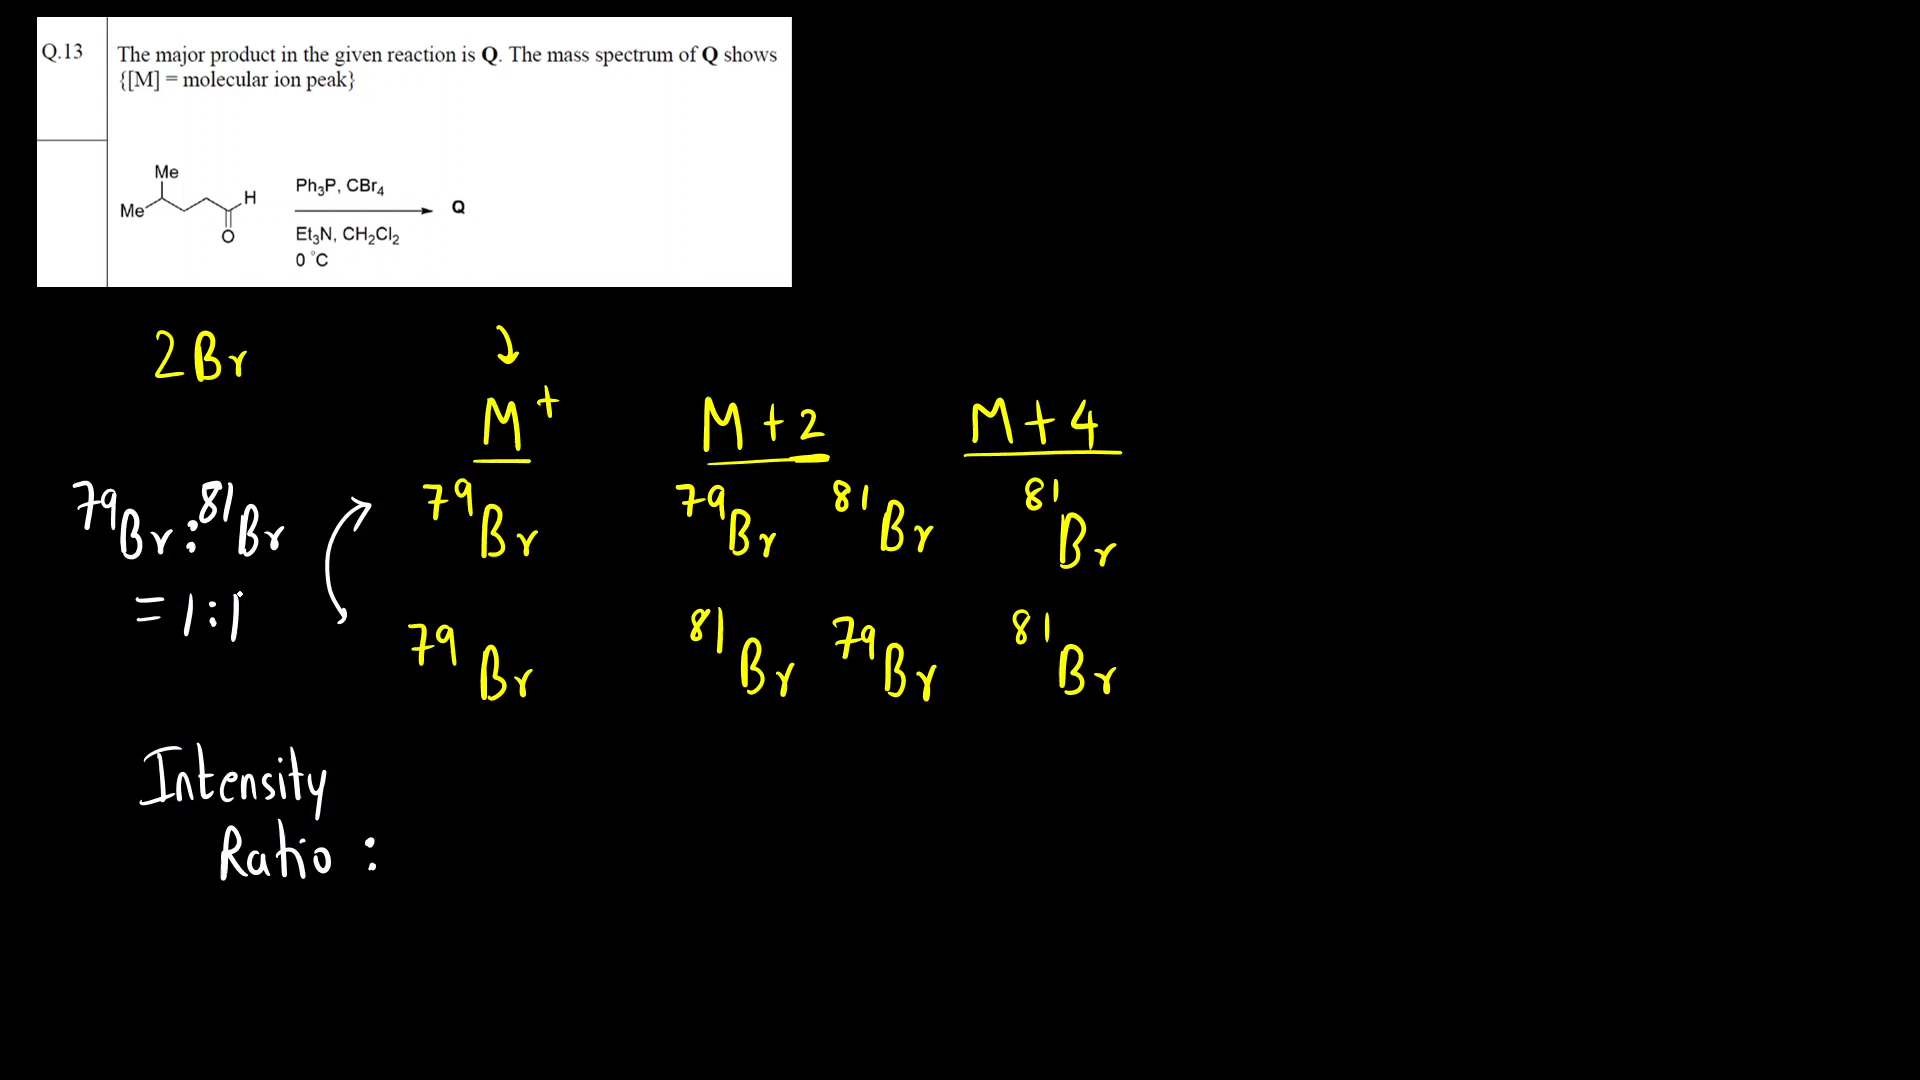 Q.13 The major product in the given reaction is Q. The mass spectrum of Q shows
{[M] = molecular ion peak}
Me
Me
H
O
Ph₃P, CBr₄
Et₃N, CH₂Cl₂
0 °C
Q
2Br
M⁺ M+2 M+4
⁷⁹Br ⁷⁹Br ⁸¹Br ⁸¹Br
⁷⁹Br ⁸¹Br ⁷⁹Br ⁸¹Br
⁷⁹Br:⁸¹Br
=1:1
Intensity
Ratio :